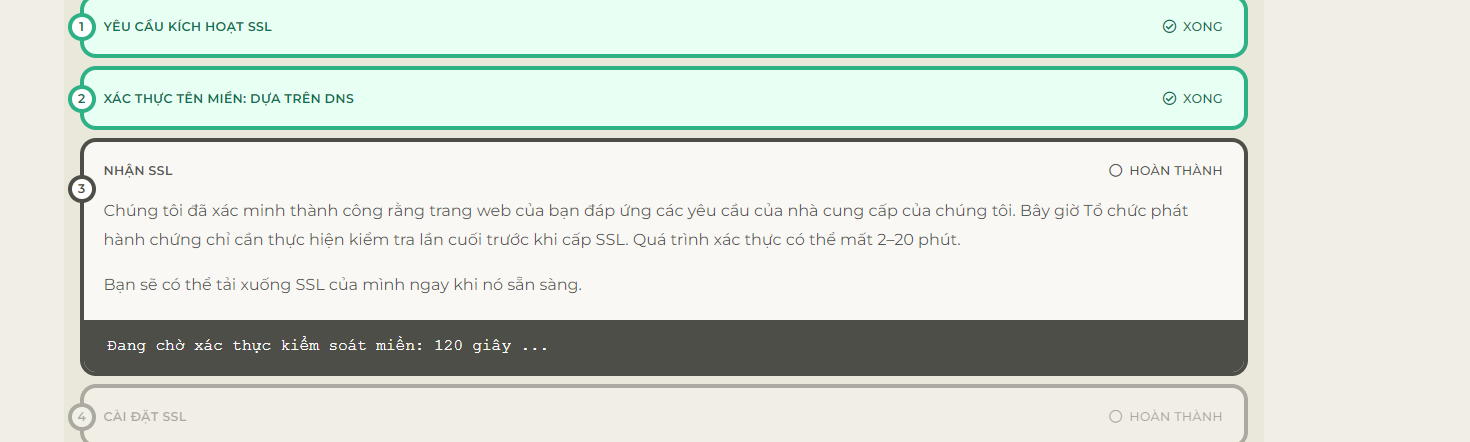 1 YÊU CẦU KÍCH HOẠT SSL XONG
2 XÁC THỰC TÊN MIỀN: DỰA TRÊN DNS XONG
NHẬN SSL HOÀN THÀNH
3
Chúng tôi đã xác minh thành công rằng trang web của bạn đáp ứng các yêu cầu của nhà cung cấp của chúng tôi. Bây giờ Tổ chức phát
hành chứng chỉ cần thực hiện kiểm tra lần cuối trước khi cấp SSL. Quá trình xác thực có thể mất 2–20 phút.
Bạn sẽ có thể tải xuống SSL của mình ngay khi nó sẵn sàng.
Đang chờ xác thực kiểm soát miền: 120 giây ...
4 CÀI ĐẶT SSL HOÀN THÀNH